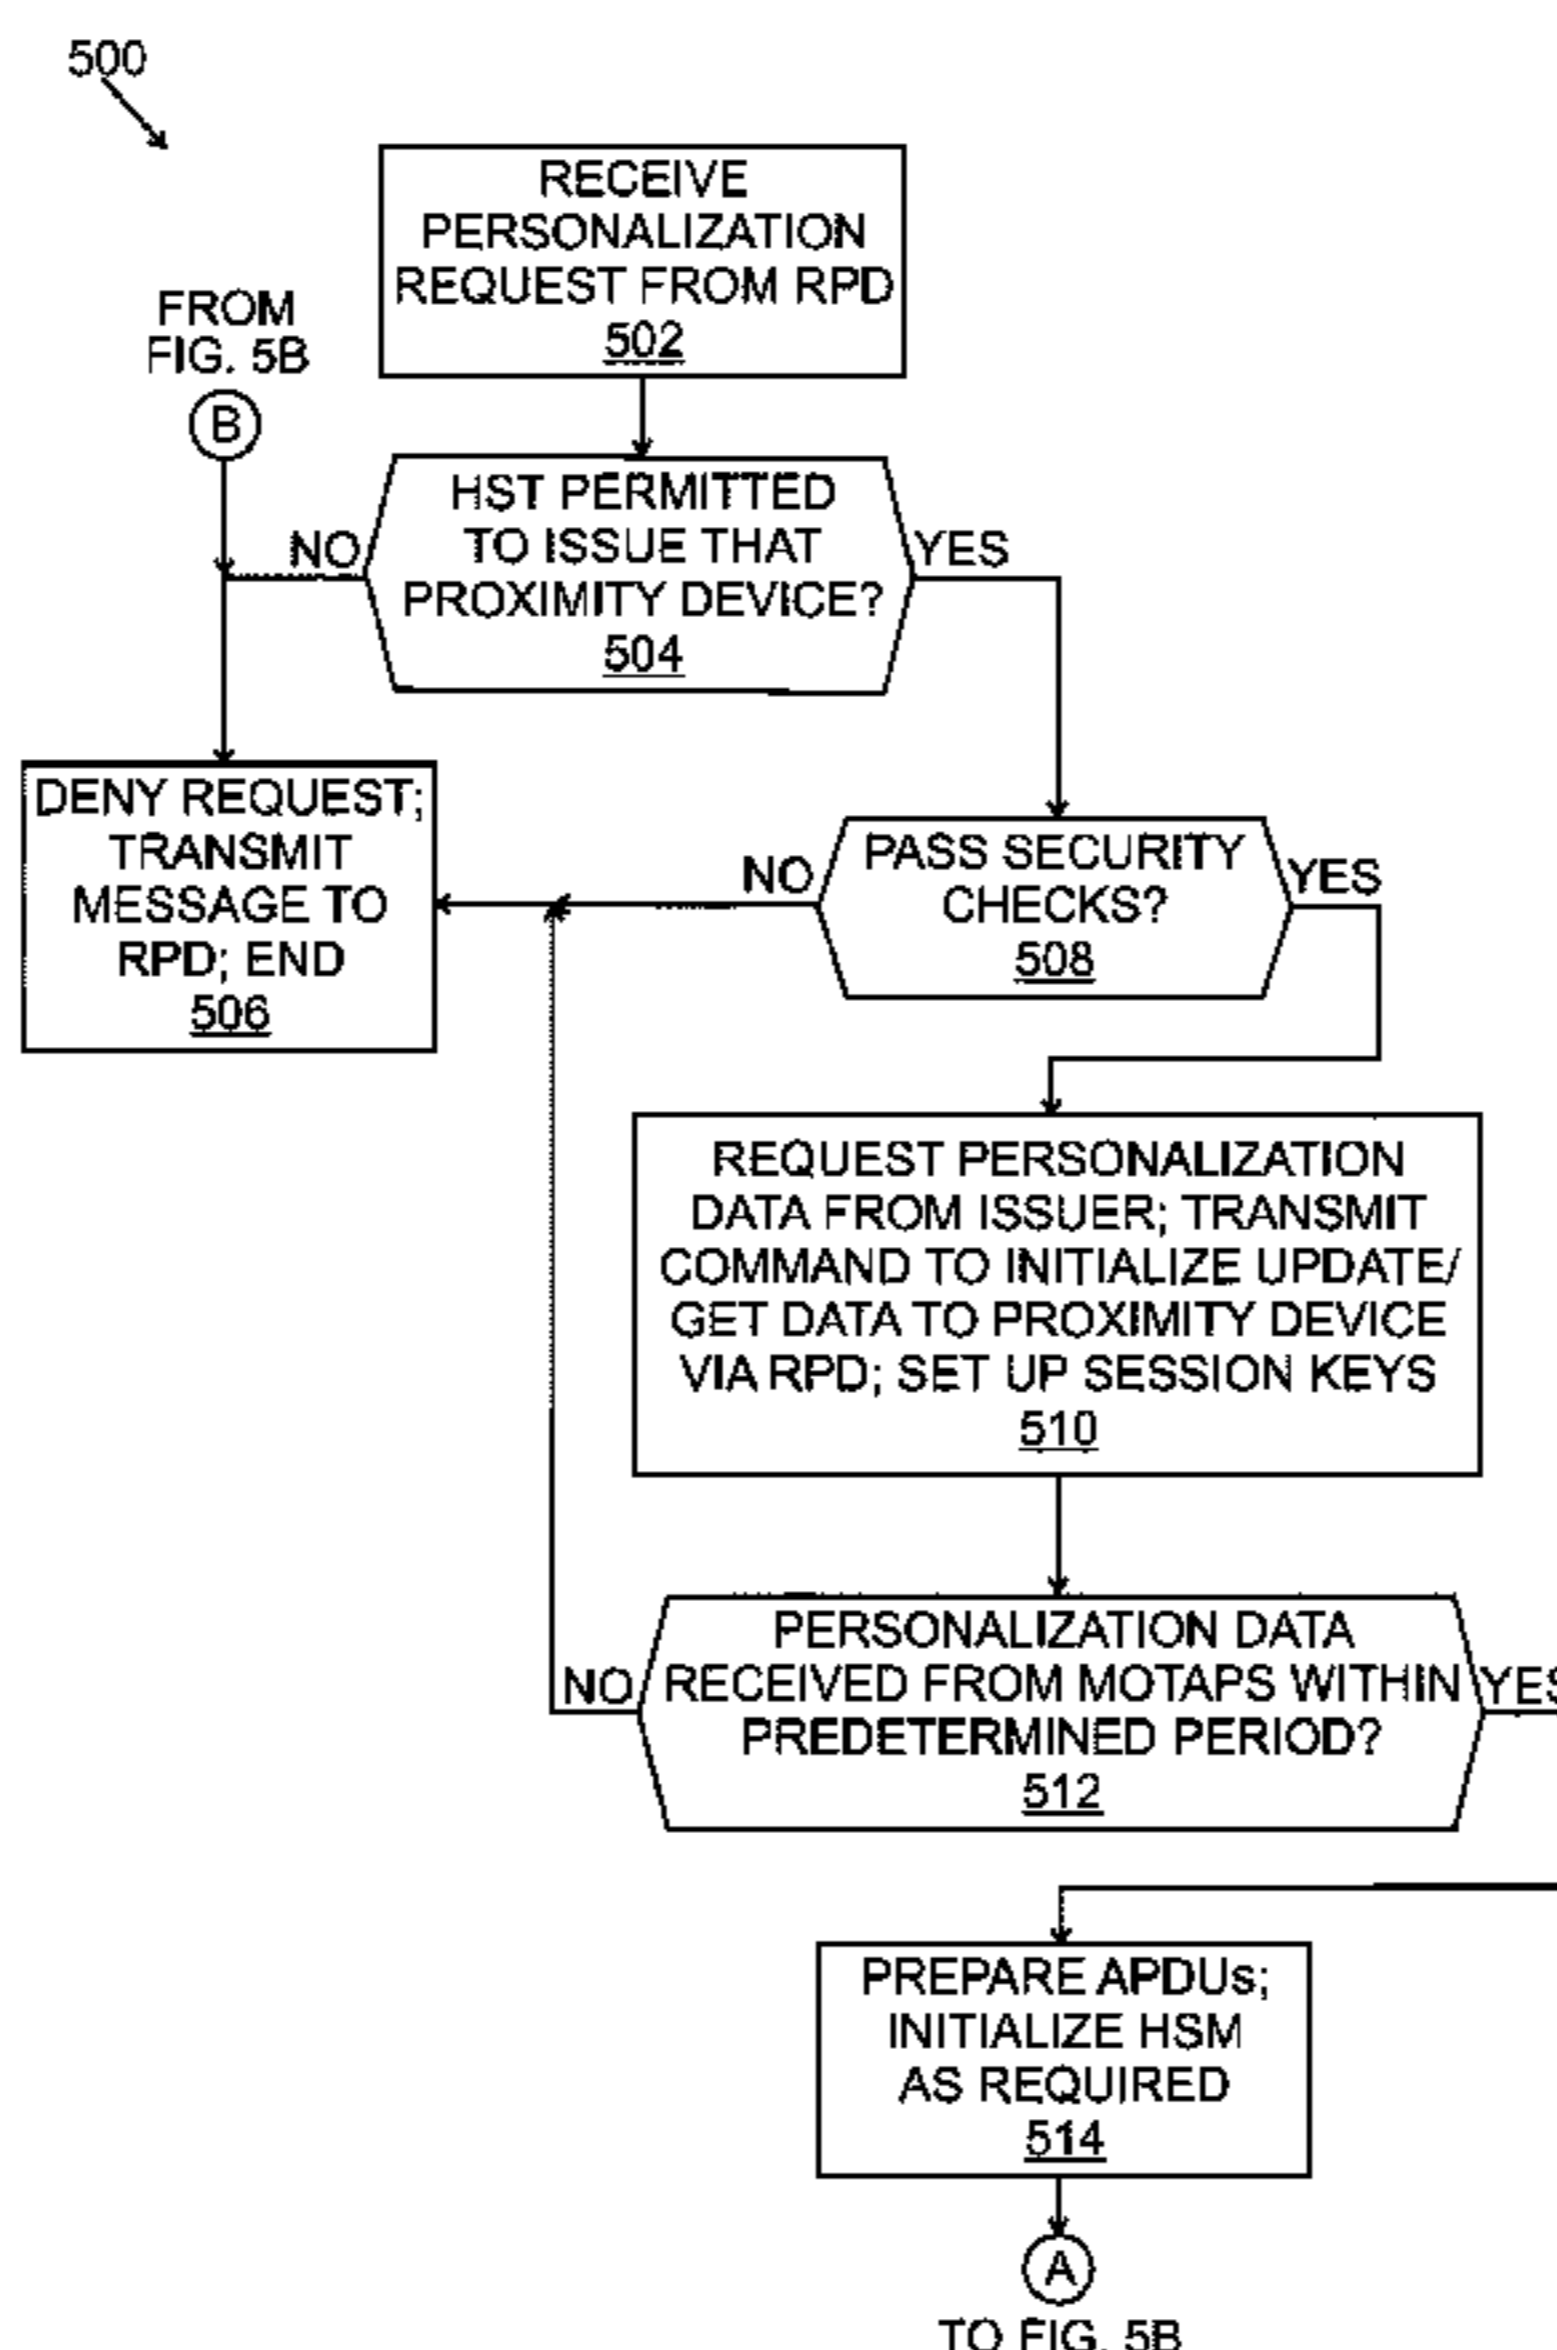 500
RECEIVE
PERSONALIZATION
REQUEST FROM RPD
502
FROM
FIG. 5B
B
HST PERMITTED
TO ISSUE THAT
PROXIMITY DEVICE?
504
NO
YES
DENY REQUEST;
TRANSMIT
MESSAGE TO
RPD; END
506
NO
PASS SECURITY
CHECKS?
508
YES
REQUEST PERSONALIZATION
DATA FROM ISSUER; TRANSMIT
COMMAND TO INITIALIZE UPDATE/
GET DATA TO PROXIMITY DEVICE
VIA RPD; SET UP SESSION KEYS
510
NO
PERSONALIZATION DATA
RECEIVED FROM MOTAPS WITHIN
PREDETERMINED PERIOD?
512
YES
PREPARE APDUs;
INITIALIZE HSM
AS REQUIRED
514
A
TO FIG. 5B